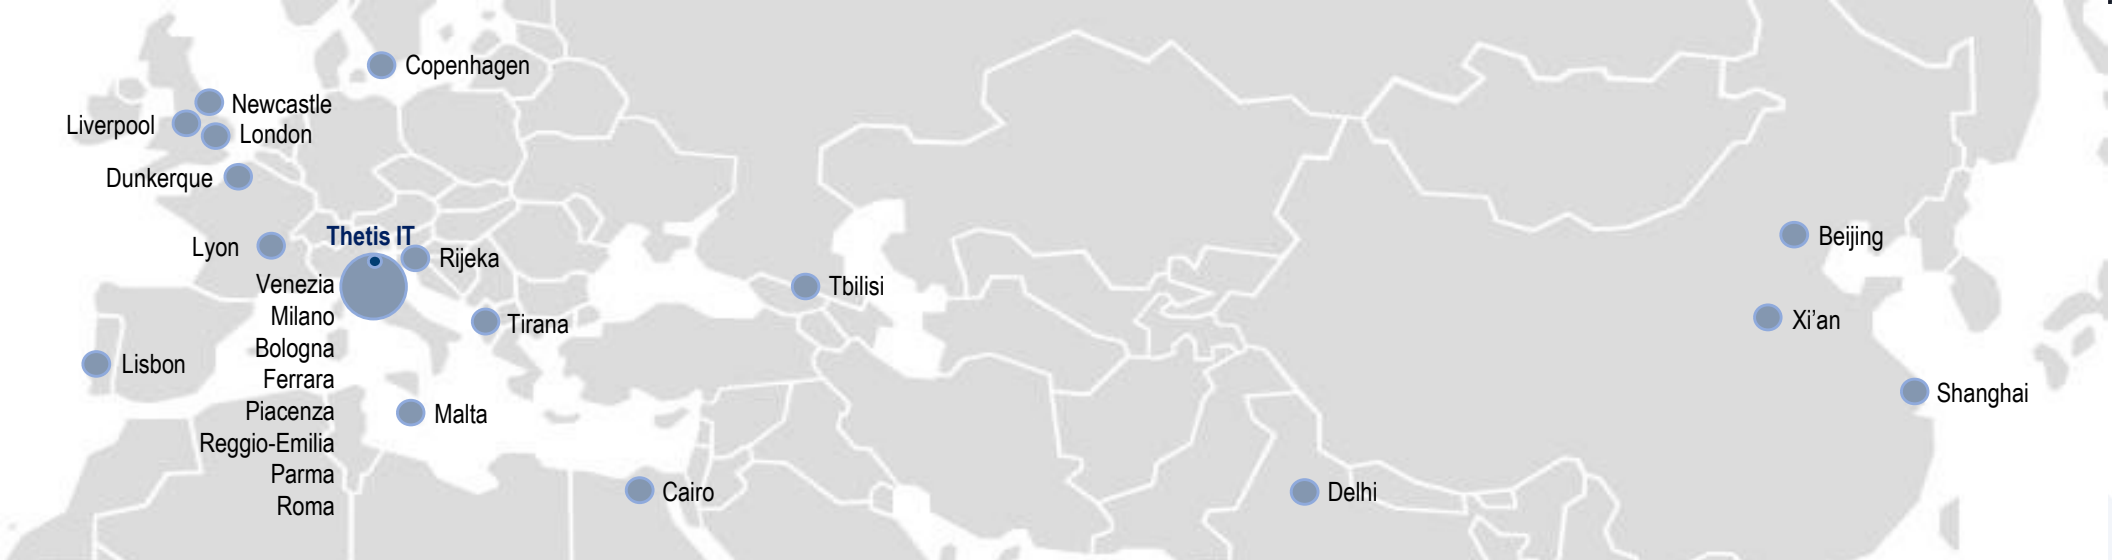 Copenhagen
Newcastle
Liverpool
London
Dunkerque
Lyon
Thetis IT
Rijeka
Venezia
Milano
Bologna
Ferrara
Piacenza
Reggio-Emilia
Parma
Roma
Tirana
Lisbon
Malta
Cairo
Tbilisi
Delhi
Beijing
Xi’an
Shanghai